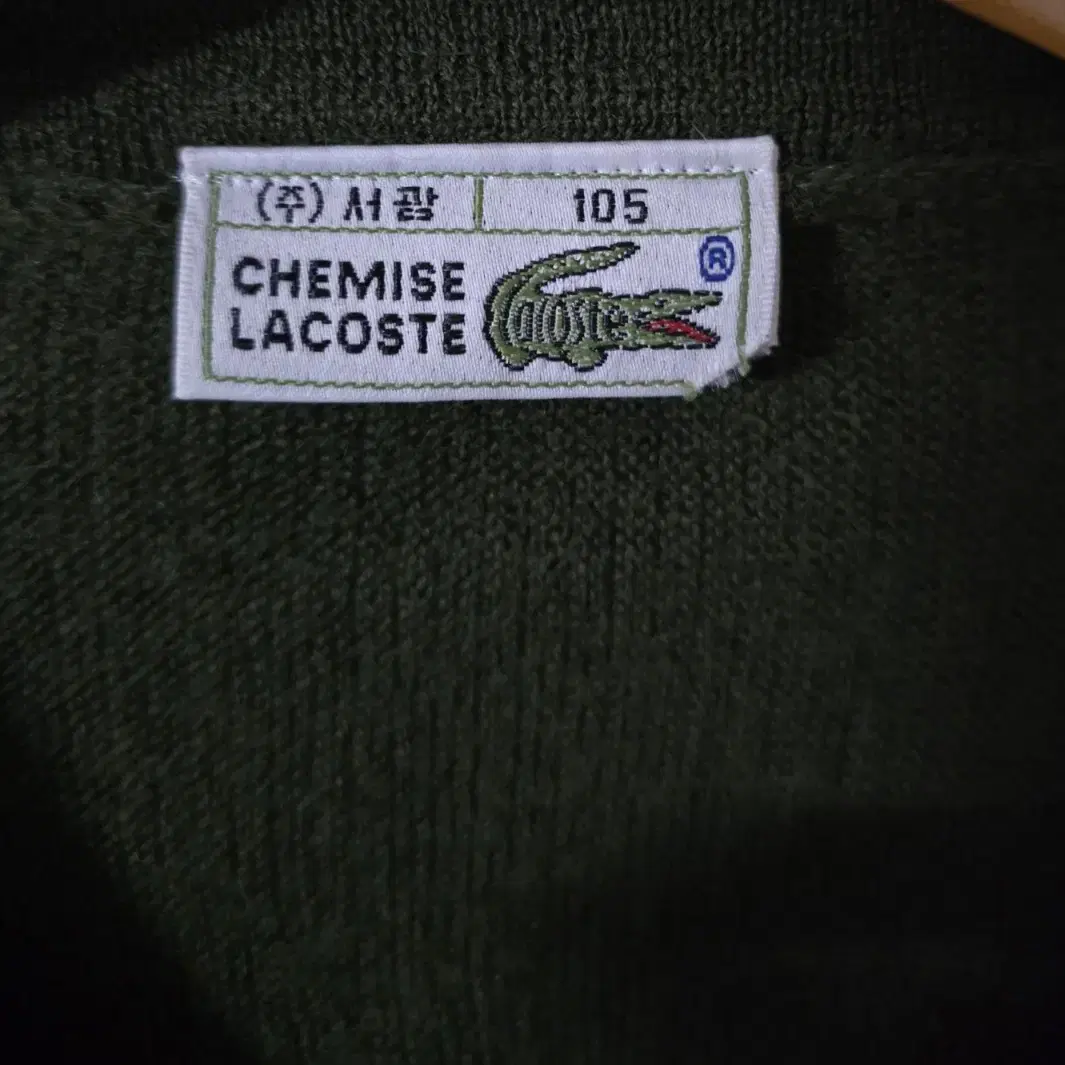 (주) 서광 105
CHEMISE
LACOSTE
lacoste
®